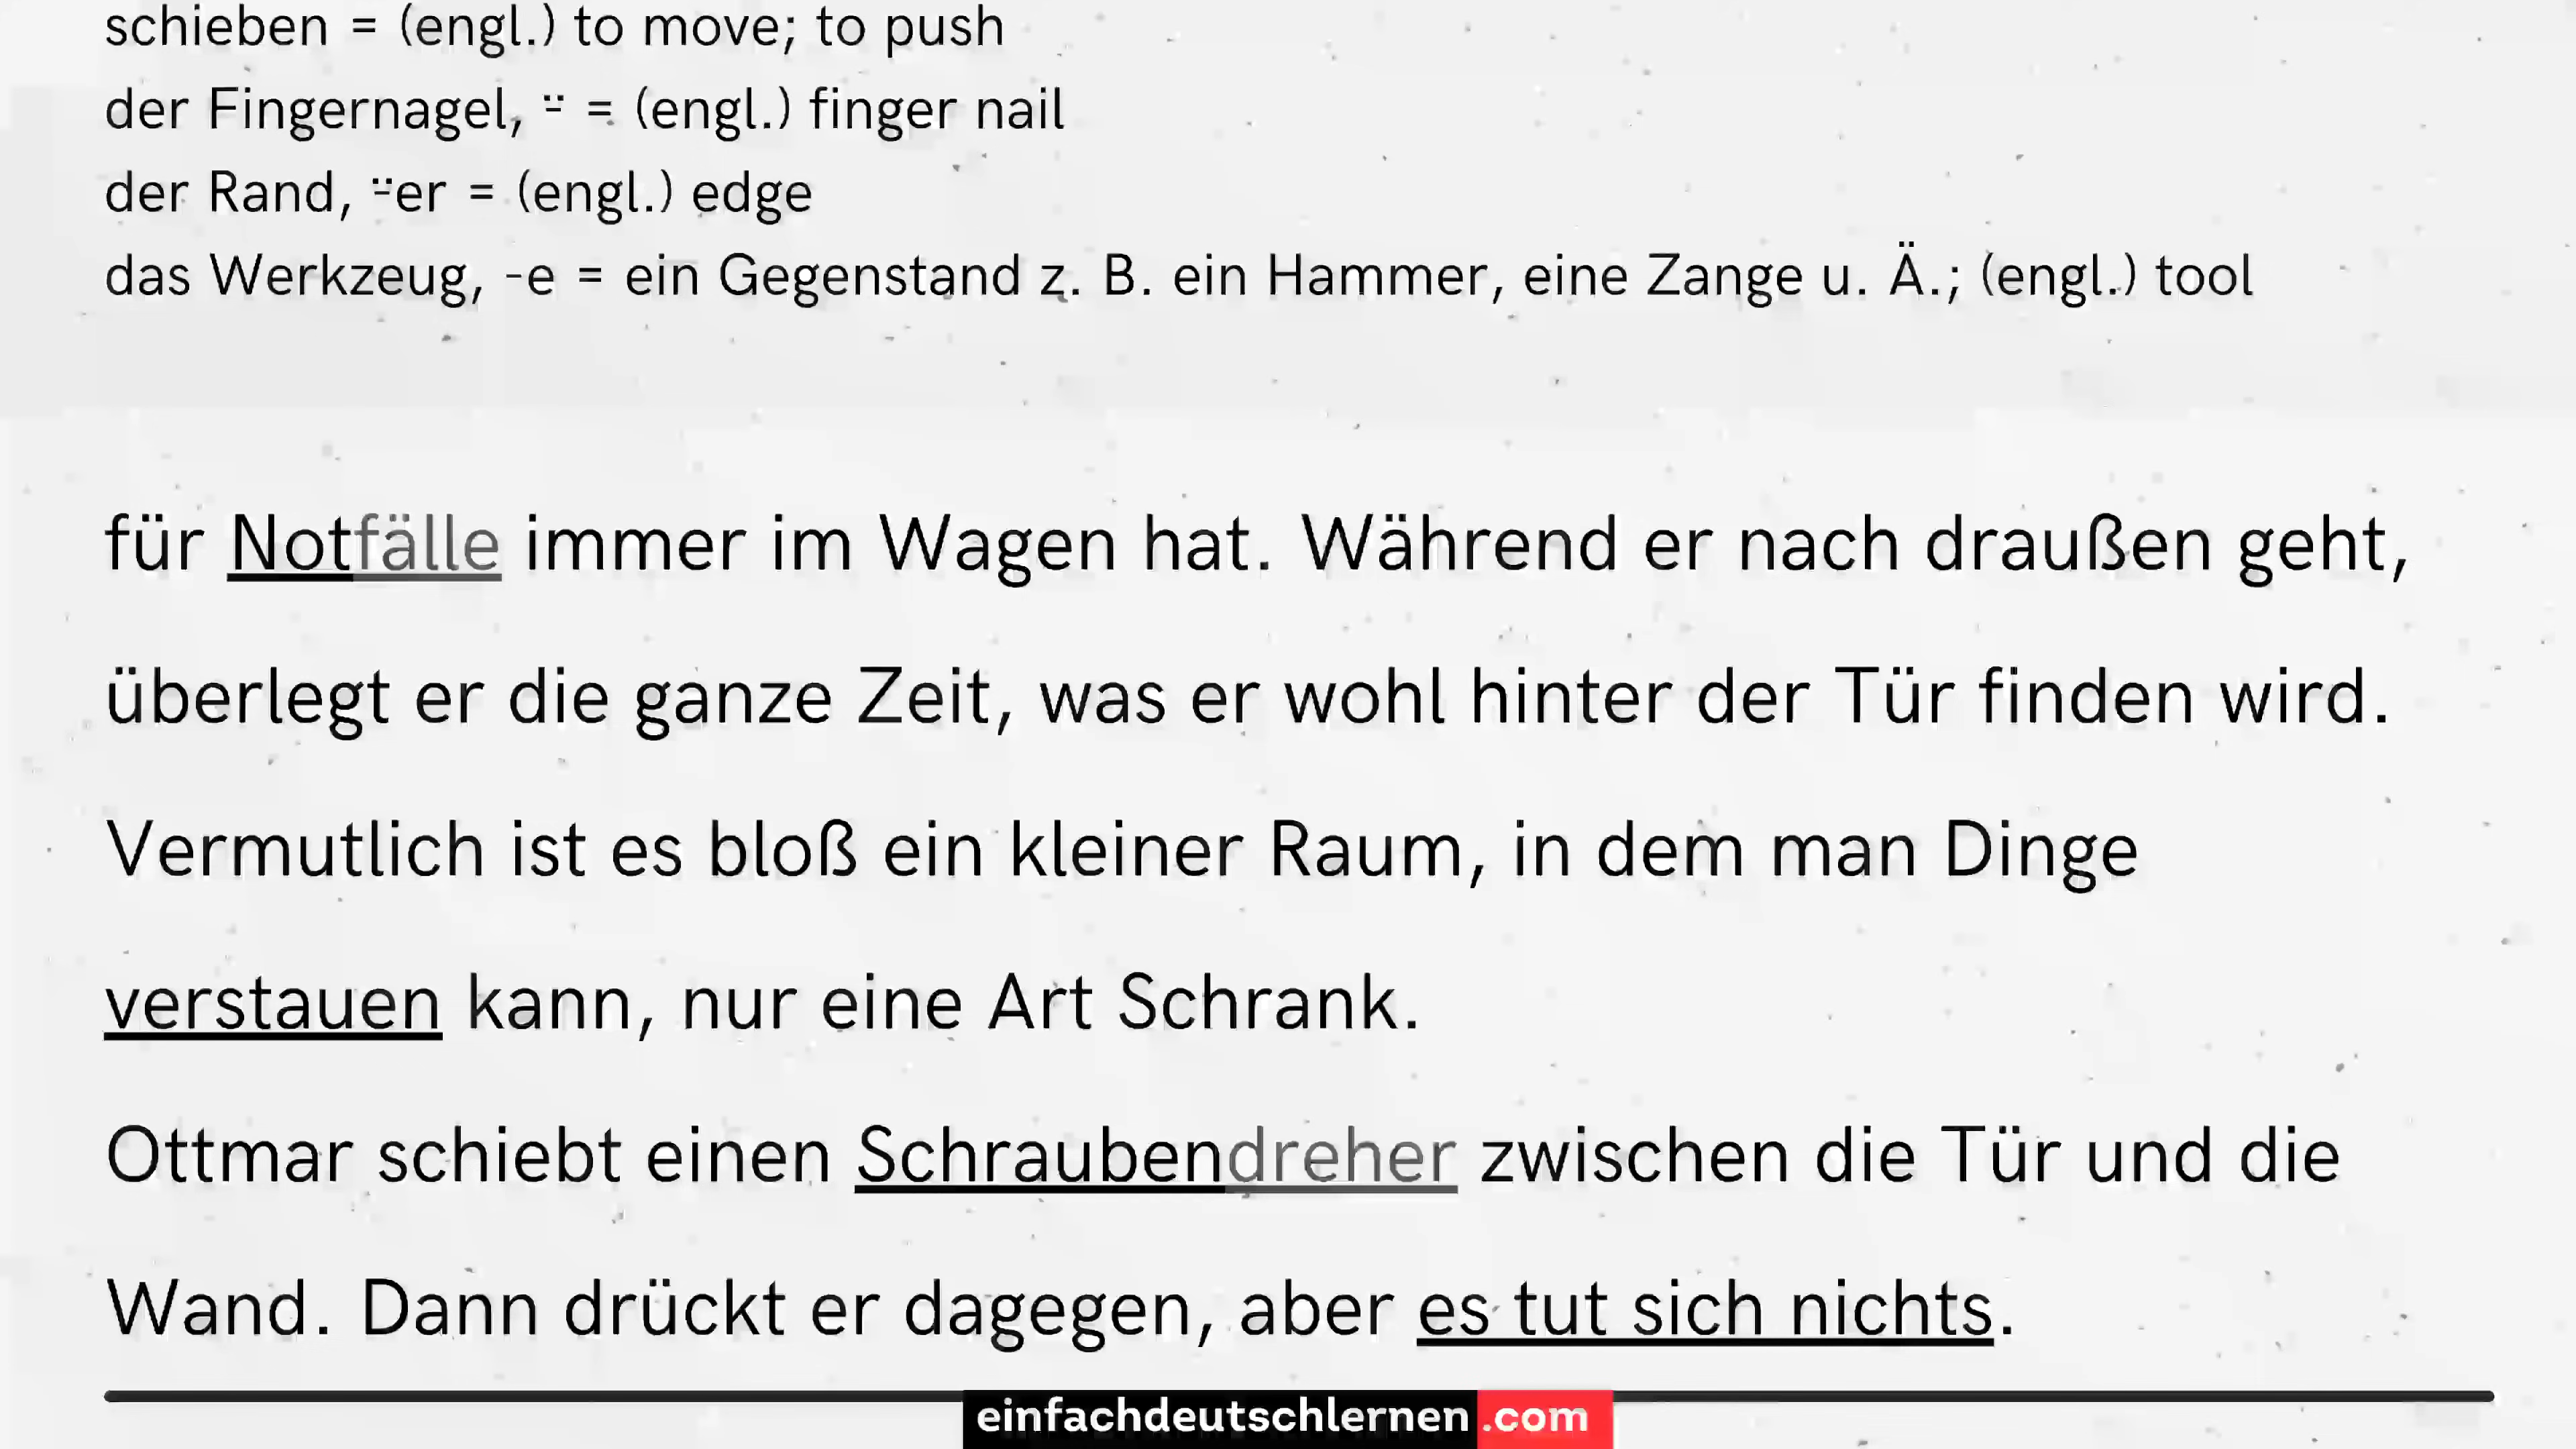 schieben = (engl.) to move; to push
der Fingernagel, ⸚ = (engl.) finger nail
der Rand, ⸚er = (engl.) edge
das Werkzeug, -e = ein Gegenstand z. B. ein Hammer, eine Zange u. Ä.; (engl.) tool
für Notfälle immer im Wagen hat. Während er nach draußen geht,
überlegt er die ganze Zeit, was er wohl hinter der Tür finden wird.
Vermutlich ist es bloß ein kleiner Raum, in dem man Dinge
verstauen kann, nur eine Art Schrank.
Ottmar schiebt einen Schraubendreher zwischen die Tür und die
Wand. Dann drückt er dagegen, aber es tut sich nichts.
einfachdeutschlernen.com